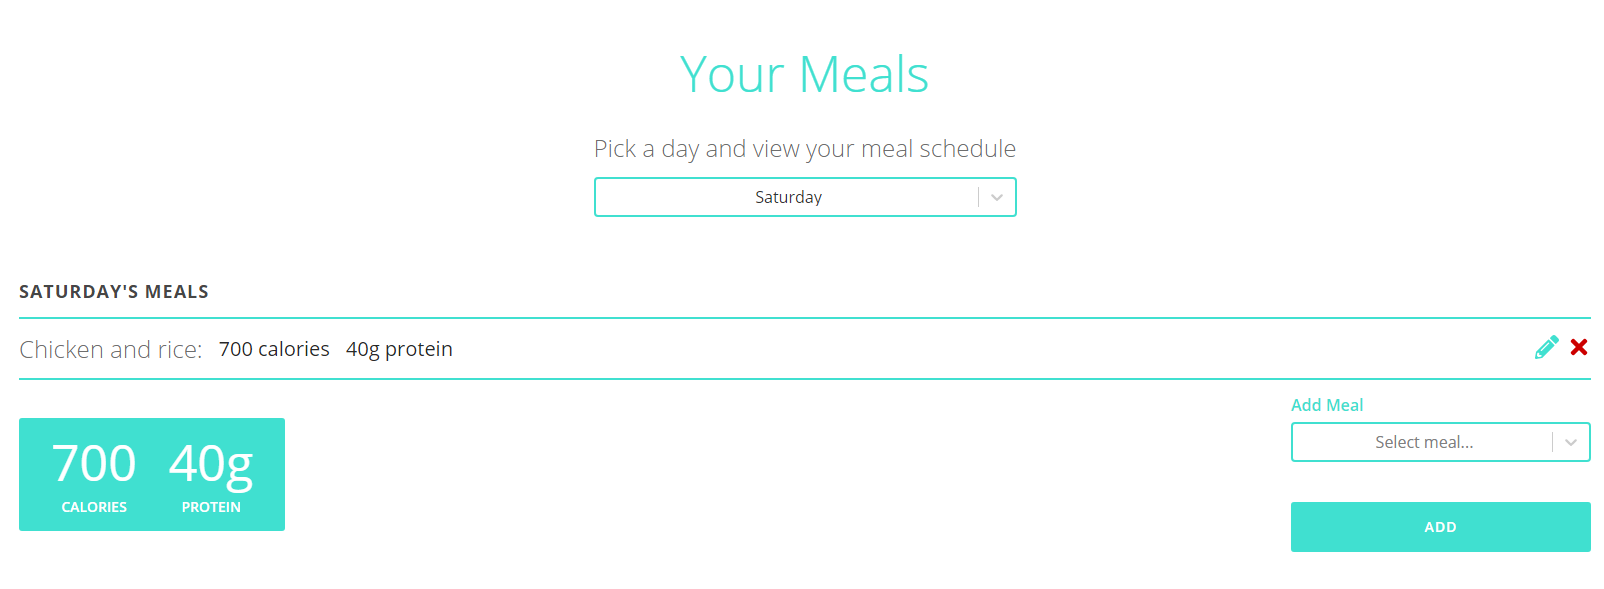 Your Meals
Pick a day and view your meal schedule
Saturday
SATURDAY'S MEALS
Chicken and rice: 700 calories 40g protein
Add Meal
Select meal...
700 40g
CALORIES PROTEIN
ADD